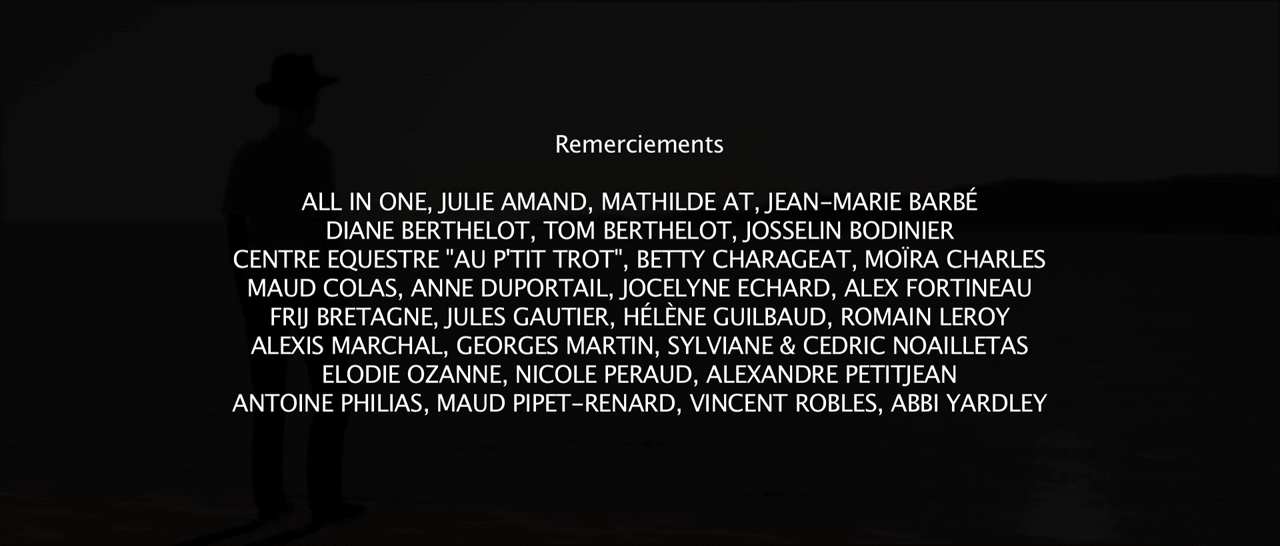 Remerciements
ALL IN ONE, JULIE AMAND, MATHILDE AT, JEAN-MARIE BARBÉ
DIANE BERTHELOT, TOM BERTHELOT, JOSSELIN BODINIER
CENTRE EQUESTRE "AU P'TIT TROT", BETTY CHARAGEAT, MOÏRA CHARLES
MAUD COLAS, ANNE DUPORTAIL, JOCELYNE ECHARD, ALEX FORTINEAU
FRIJ BRETAGNE, JULES GAUTIER, HÉLÈNE GUILBAUD, ROMAIN LEROY
ALEXIS MARCHAL, GEORGES MARTIN, SYLVIANE & CEDRIC NOAILLETAS
ELODIE OZANNE, NICOLE PERAUD, ALEXANDRE PETITJEAN
ANTOINE PHILIAS, MAUD PIPET-RENARD, VINCENT ROBLES, ABBI YARDLEY